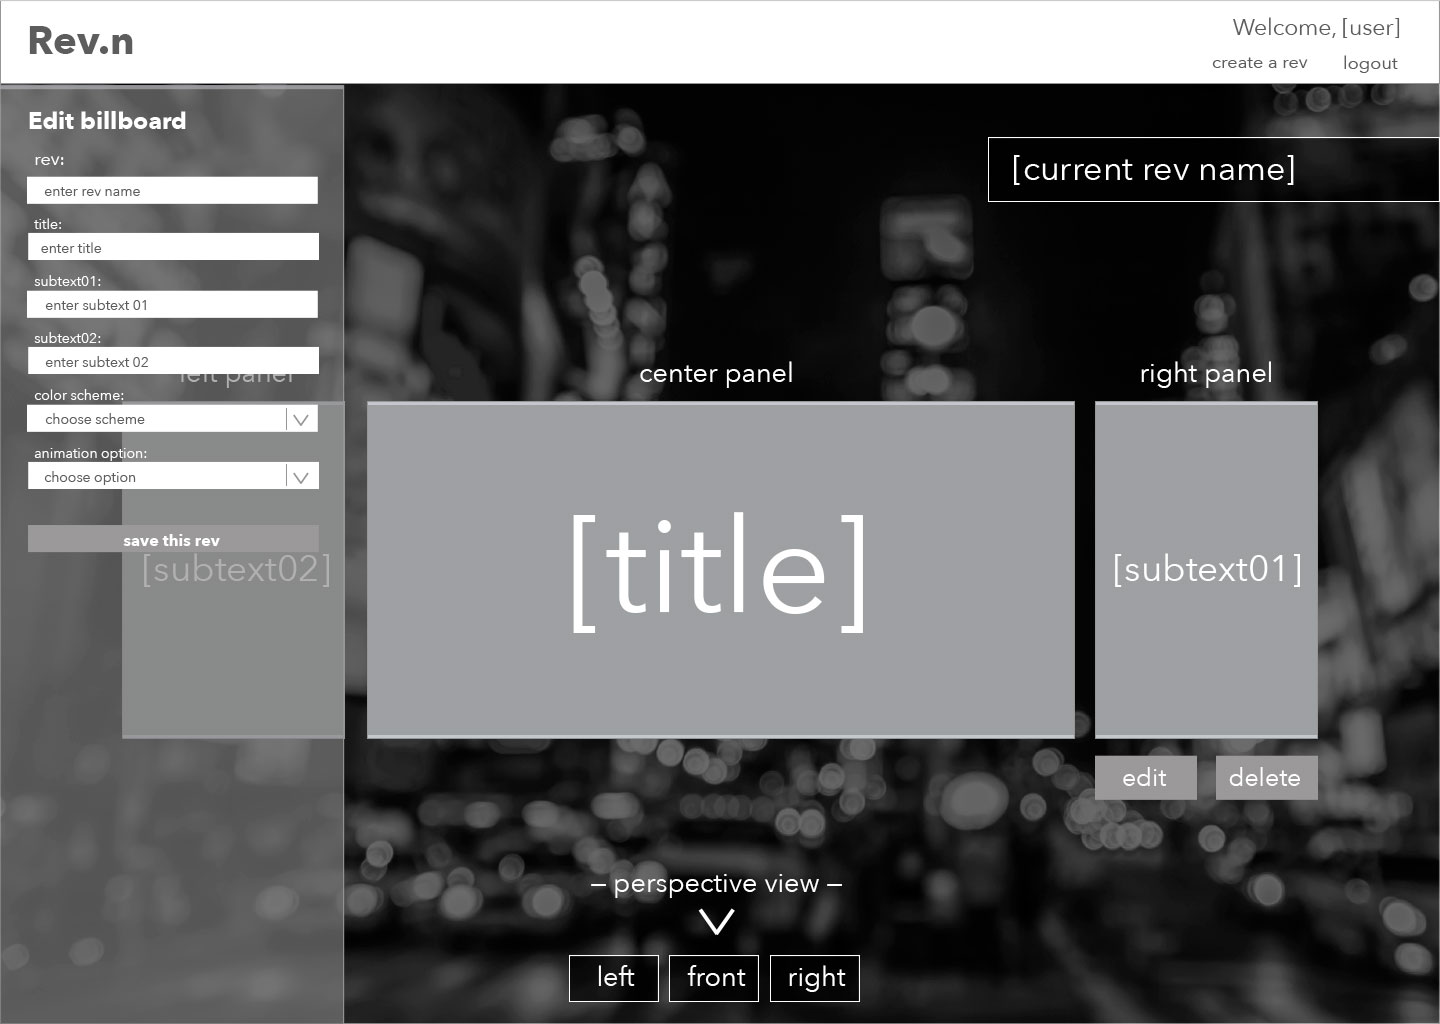 Rev.n
Welcome, [user]
create a rev
logout
Edit billboard
rev:
enter rev name
title:
enter title
subtext01:
enter subtext 01
subtext02:
enter subtext 02
left panel
color scheme:
choose scheme
animation option:
choose option
save this rev
[subtext02]
[current rev name]
center panel
[title]
right panel
[subtext01]
edit
delete
– perspective view –
left
front
right